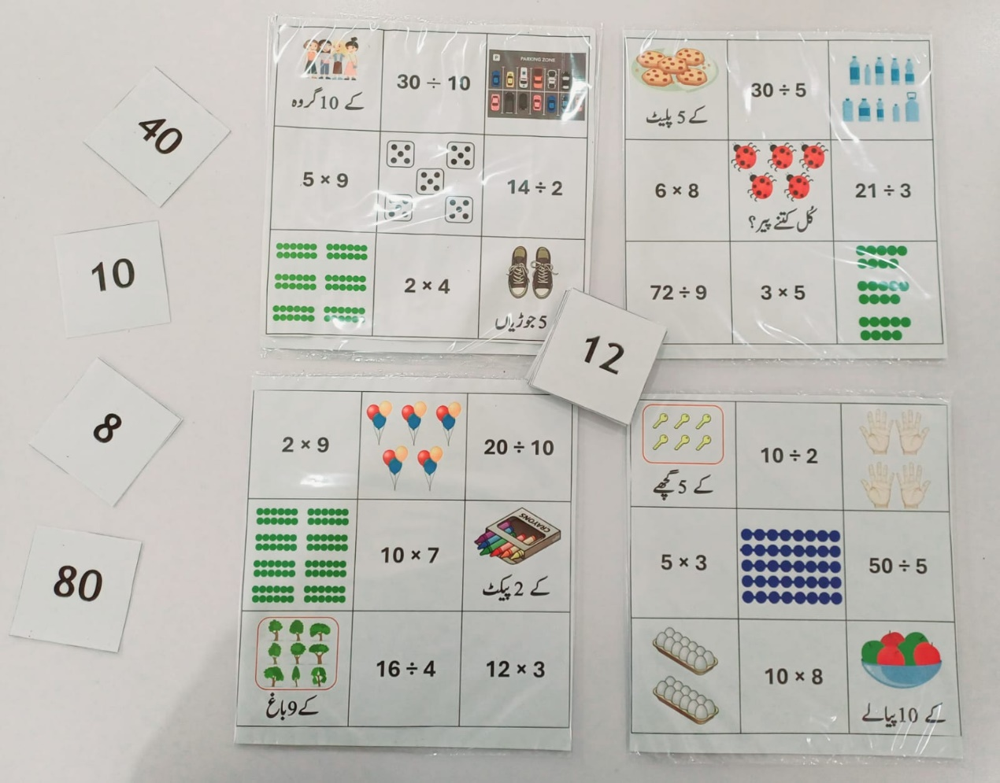 40
10
8
80
12
کے 10 گروہ
30 ÷ 10
P PARKING ZONE
5 × 9
14 ÷ 2
2 × 4
5 جوڑیاں
کے 5 پلیٹ
30 ÷ 5
6 × 8
کُل کتنے پیر؟
21 ÷ 3
72 ÷ 9
3 × 5
2 × 9
20 ÷ 10
10 × 7
CRAYONS
کے 2 پیکٹ
کے 9 باغ
16 ÷ 4
12 × 3
کے 5 گچھے
10 ÷ 2
5 × 3
50 ÷ 5
10 × 8
کے 10 پیالے